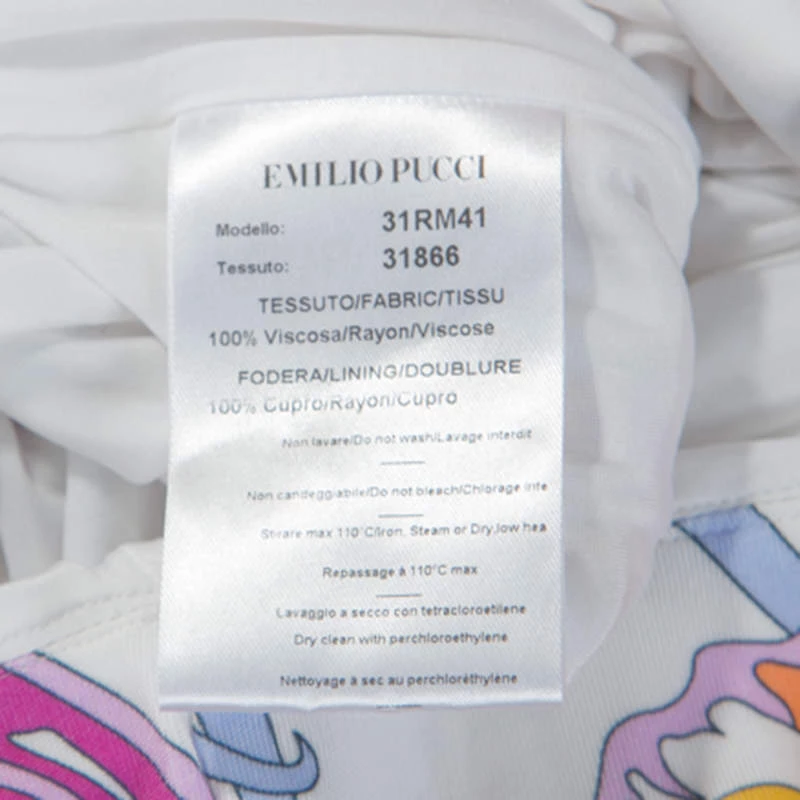 EMILIO PUCCI
Modello: 31RM41
Tessuto: 31866
TESSUTO/FABRIC/TISSU
100% Viscosa/Rayon/Viscose
FODERA/LINING/DOUBLURE
100% Cupro/Rayon/Cupro
Non lavare/Do not wash/Lavage interdit
Non candeggiabile/Do not bleach/Chlorage inte
Stirare max 110°C/Iron, Steam or Dry,low hea
Repassage à 110°C max
Lavaggio a secco con tetracloroetilene
Dry clean with perchloroethylene
Nettoyage à sec au perchloréthylène